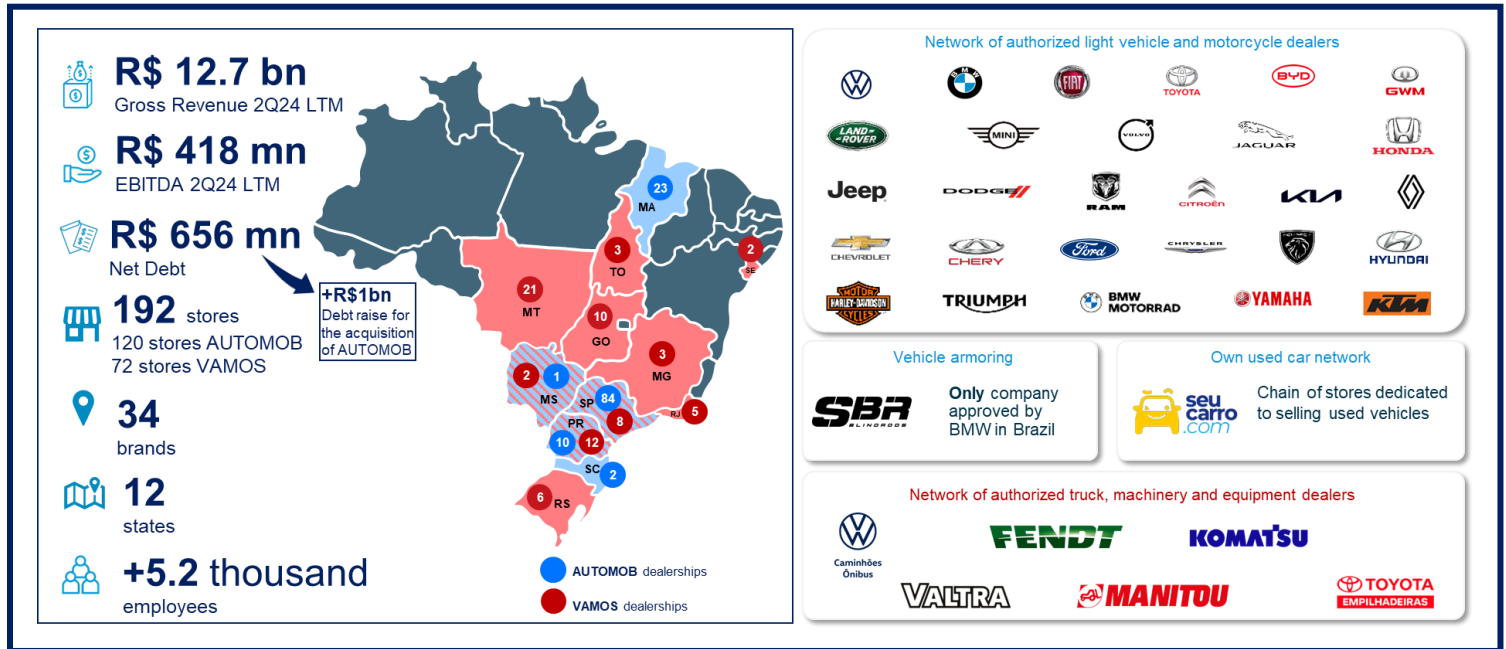 R$ 12.7 bn
Gross Revenue 2Q24 LTM
R$ 418 mn
EBITDA 2Q24 LTM
R$ 656 mn
Net Debt
+R$1bn
Debt raise for
the acquisition
of AUTOMOB
192 stores
120 stores AUTOMOB
72 stores VAMOS
34
brands
12
states
+5.2 thousand
employees
23
MA
3
TO
2
SE
21
MT
10
GO
3
MG
2
1
MS
SP
84
8
RJ
5
PR
10
12
SC
2
6
RS
AUTOMOB dealerships
VAMOS dealerships
Network of authorized light vehicle and motorcycle dealers
BMW
FIAT
TOYOTA
BYD
GWM
LAND-
ROVER
MINI
VOLVO
JAGUAR
HONDA
Jeep
DODGE
RAM
CITROËN
KIA
CHEVROLET
CHERY
Ford
CHRYSLER
PEUGEOT
HYUNDAI
MOTOR
HARLEY-DAVIDSON
CYCLES
TRIUMPH
BMW
MOTORRAD
YAMAHA
KTM
Vehicle armoring
SBR
BLINDADOS
Only company
approved by
BMW in Brazil
Own used car network
seu
carro
.com
Chain of stores dedicated
to selling used vehicles
Network of authorized truck, machinery and equipment dealers
Caminhões
Ônibus
FENDT
KOMATSU
VALTRA
MANITOU
TOYOTA
EMPILHADEIRAS